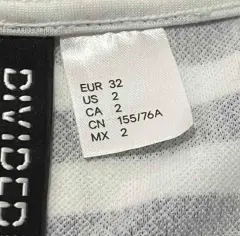 DIVIDED
EUR 32
US 2
CA 2
CN 155/76A
MX 2